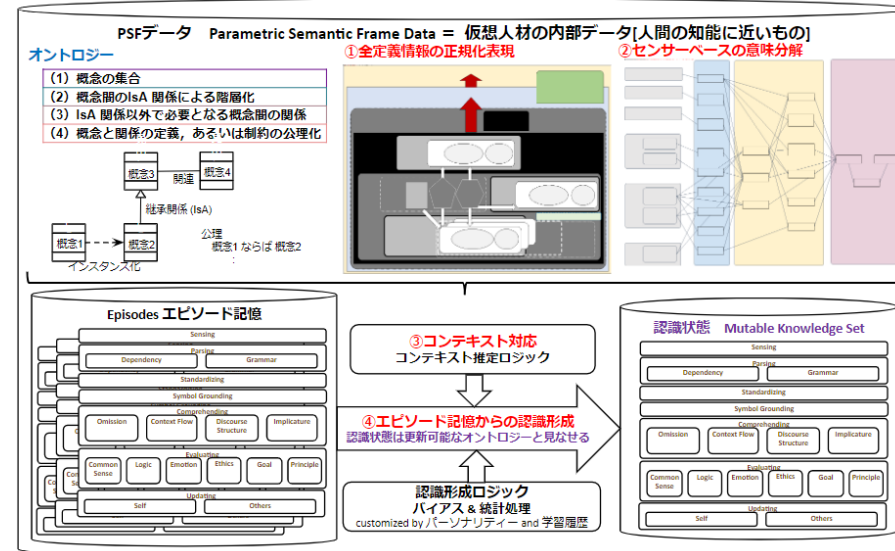 PSFデータ　Parametric Semantic Frame Data = 仮想人材の内部データ[人間の知能に近いもの]
オントロジー
(1) 概念の集合
(2) 概念間のIsA 関係による階層化
(3) IsA 関係以外で必要となる概念間の関係
(4) 概念と関係の定義，あるいは制約の公理化
概念3
関連
概念4
継承関係 (IsA)
概念1
概念2
インスタンス化
公理
概念1 ならば 概念2
:
①全定義情報の正規化表現
②センサーベースの意味分解
Episodes エピソード記憶
Sensing
Parsing
Dependency
Grammar
Standardizing
Symbol Grounding
Comprehending
Omission
Context Flow
Discourse Structure
Implicature
Evaluating
Common Sense
Logic
Emotion
Ethics
Goal
Principle
Updating
Self
Others
③コンテキスト対応
コンテキスト推定ロジック
④エピソード記憶からの認識形成
認識状態は更新可能なオントロジーと見なせる
認識形成ロジック
バイアス & 統計処理
customized by パーソナリティー and 学習履歴
認識状態　Mutable Knowledge Set
Sensing
Parsing
Dependency
Grammar
Standardizing
Symbol Grounding
Comprehending
Omission
Context Flow
Discourse Structure
Implicature
Evaluating
Common Sense
Logic
Emotion
Ethics
Goal
Principle
Updating
Self
Others